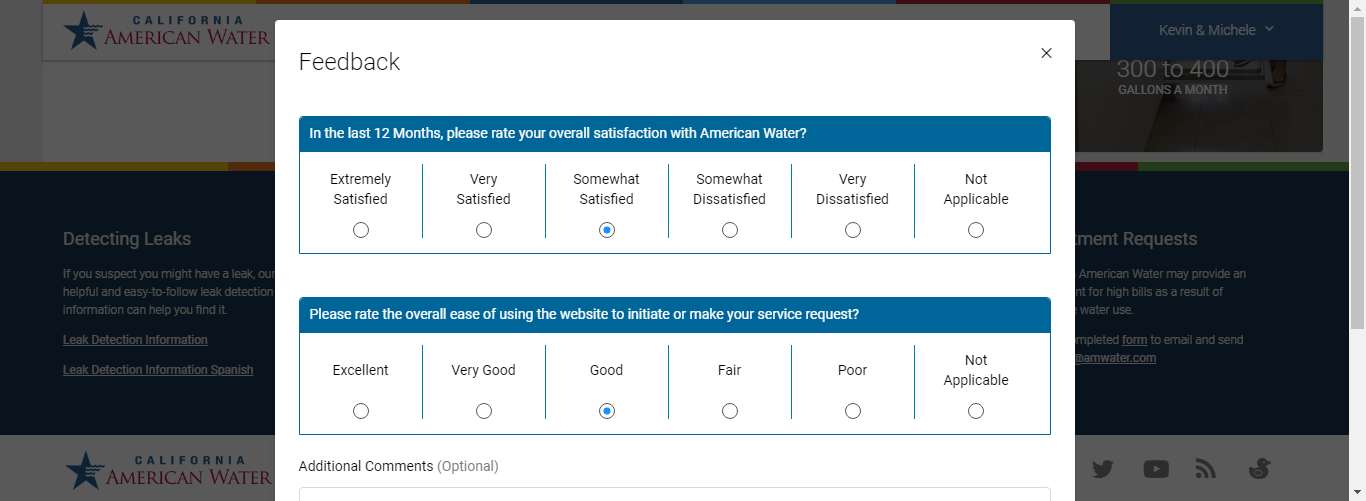 CALIFORNIA
AMERICAN WATER
Kevin & Michele
300 to 400
GALLONS A MONTH
Feedback
In the last 12 Months, please rate your overall satisfaction with American Water?
Extremely Satisfied
Very Satisfied
Somewhat Satisfied
Somewhat Dissatisfied
Very Dissatisfied
Not Applicable
Please rate the overall ease of using the website to initiate or make your service request?
Excellent
Very Good
Good
Fair
Poor
Not Applicable
Additional Comments (Optional)
Detecting Leaks
If you suspect you might have a leak, our
helpful and easy-to-follow leak detection
information can help you find it.
Leak Detection Information
Leak Detection Information Spanish
Requests
American Water may provide an
for high bills as a result of
water use.
form to email and send
@amwater.com
CALIFORNIA
AMERICAN WATER